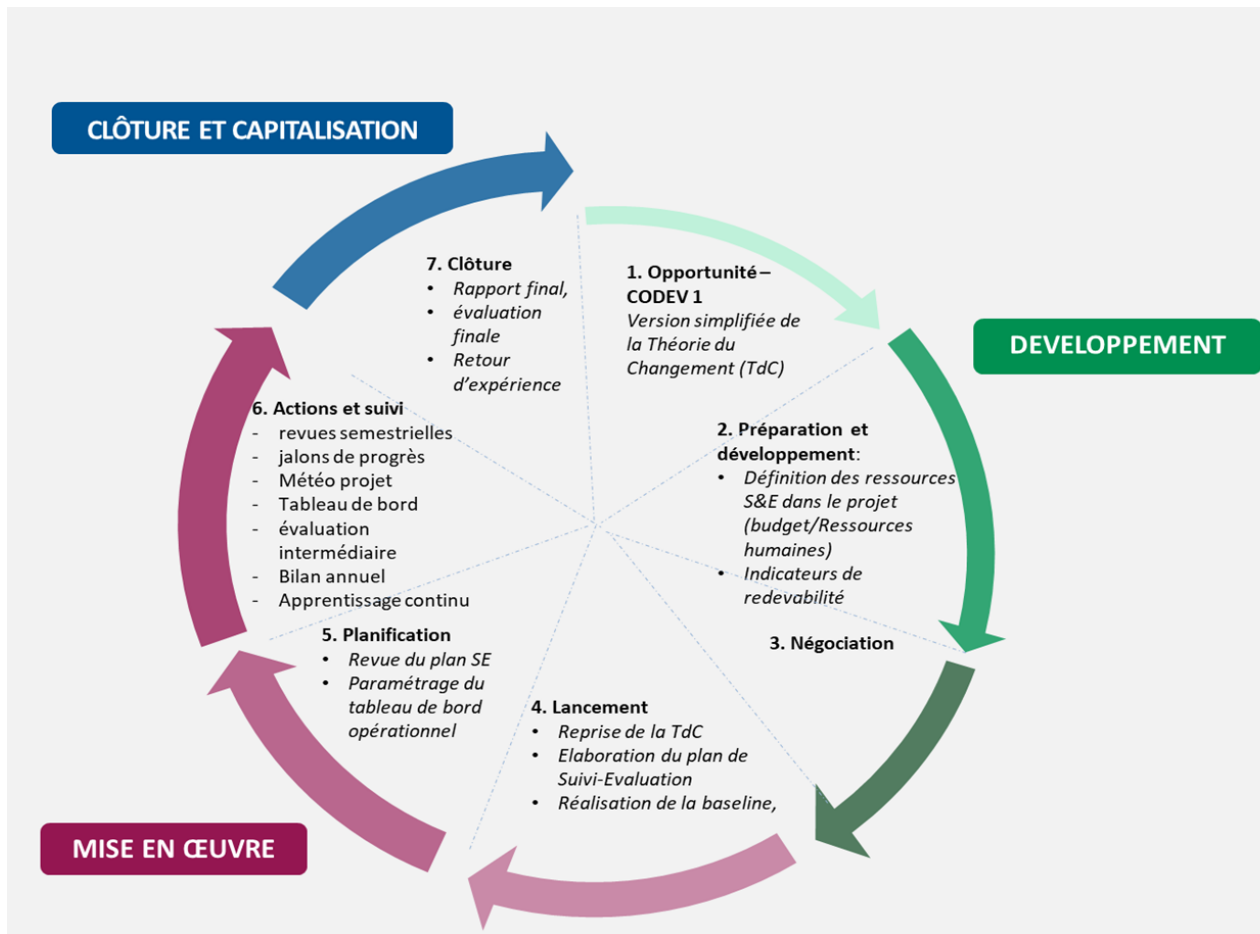 CLÔTURE ET CAPITALISATION
7. Clôture
• Rapport final,
• évaluation
finale
• Retour
d’expérience
1. Opportunité –
CODEV 1
Version simplifiée de
la Théorie du
Changement (TdC)
DEVELOPPEMENT
2. Préparation et
développement:
• Définition des ressources
S&E dans le projet
(budget/Ressources
humaines)
• Indicateurs de
redevabilité
3. Négociation
4. Lancement
• Reprise de la TdC
• Elaboration du plan de
Suivi-Evaluation
• Réalisation de la baseline,
5. Planification
• Revue du plan SE
• Paramétrage du
tableau de bord
opérationnel
6. Actions et suivi
- revues semestrielles
- jalons de progrès
- Météo projet
- Tableau de bord
- évaluation
intermédiaire
- Bilan annuel
- Apprentissage continu
MISE EN ŒUVRE